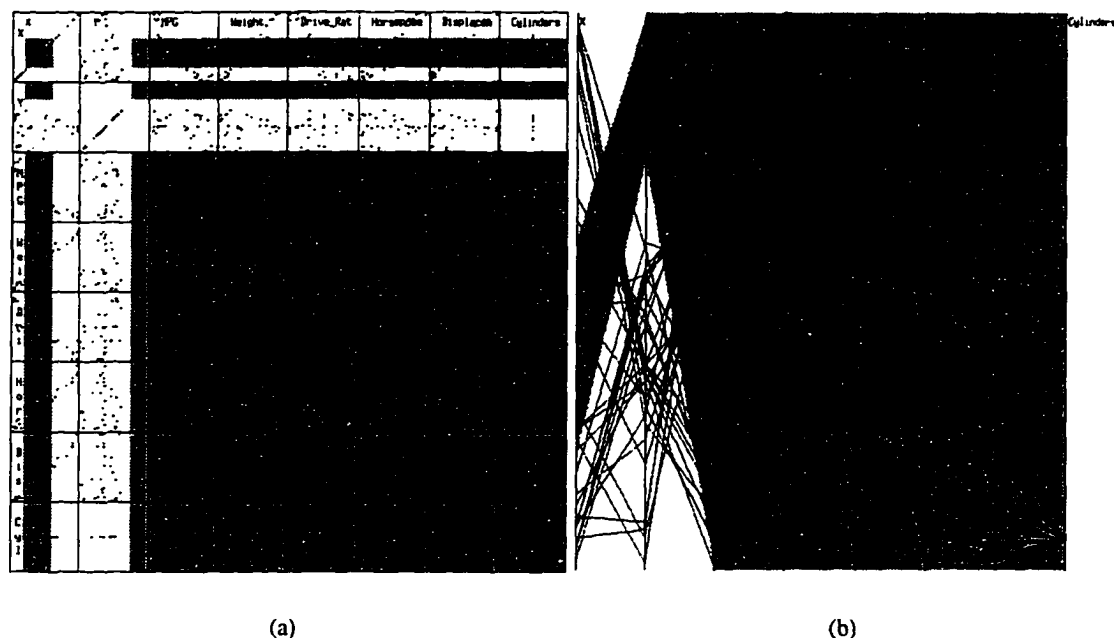 X Y MPG Weight Drive_Rat Horsepowe Displacem Cylinders
X Cylinders
Y
M
P
G
W
e
i
R
a
t
i
H
o
r
s
D
i
s
C
y
l
(a) (b)